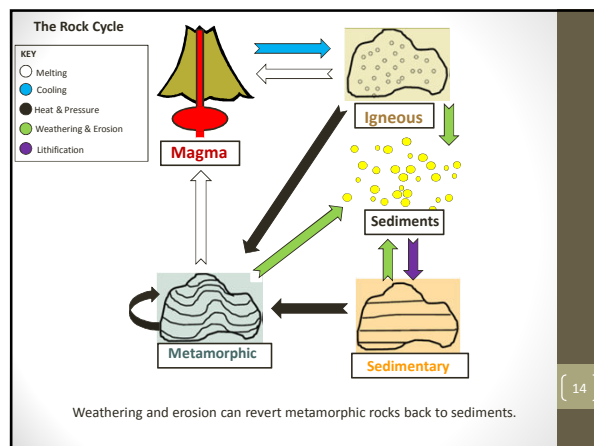 The Rock Cycle
KEY
Melting
Cooling
Heat & Pressure
Weathering & Erosion
Lithification
Magma
Igneous
Sediments
Metamorphic
Sedimentary
Weathering and erosion can revert metamorphic rocks back to sediments.
14